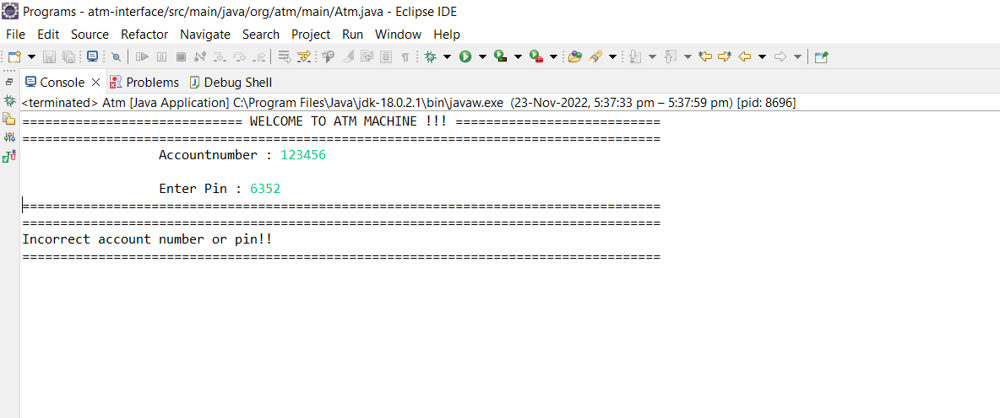 Programs - atm-interface/src/main/java/org/atm/main/Atm.java - Eclipse IDE
File Edit Source Refactor Navigate Search Project Run Window Help
Console Problems Debug Shell
<terminated> Atm [Java Application] C:\Program Files\Java\jdk-18.0.2.1\bin\javaw.exe (23-Nov-2022, 5:37:33 pm – 5:37:59 pm) [pid: 8696]
============================= WELCOME TO ATM MACHINE !!! ===========================
====================================================================================
Accountnumber : 123456
Enter Pin : 6352
====================================================================================
====================================================================================
Incorrect account number or pin!!
====================================================================================